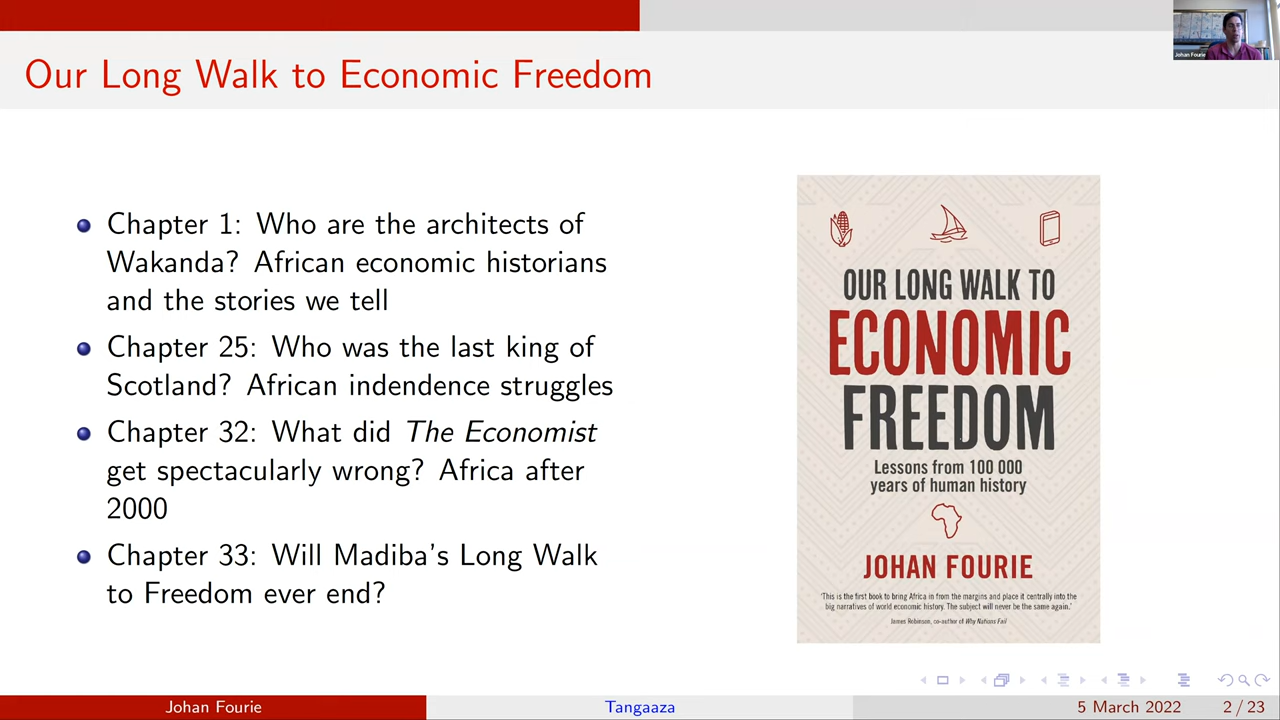 Johan Fourie
Our Long Walk to Economic Freedom
Chapter 1: Who are the architects of
Wakanda? African economic historians
and the stories we tell
Chapter 25: Who was the last king of
Scotland? African indendence struggles
Chapter 32: What did The Economist
get spectacularly wrong? Africa after
2000
Chapter 33: Will Madiba's Long Walk
to Freedom ever end?
OUR LONG WALK TO
ECONOMIC
FREEDOM
Lessons from 100 000
years of human history
JOHAN FOURIE
'This is the first book to bring Africa in from the margins and place it centrally into the
big narratives of world economic history. The subject will never be the same again.'
James Robinson, co-author of Why Nations Fail
Johan Fourie
Tangaaza
5 March 2022
2 / 23